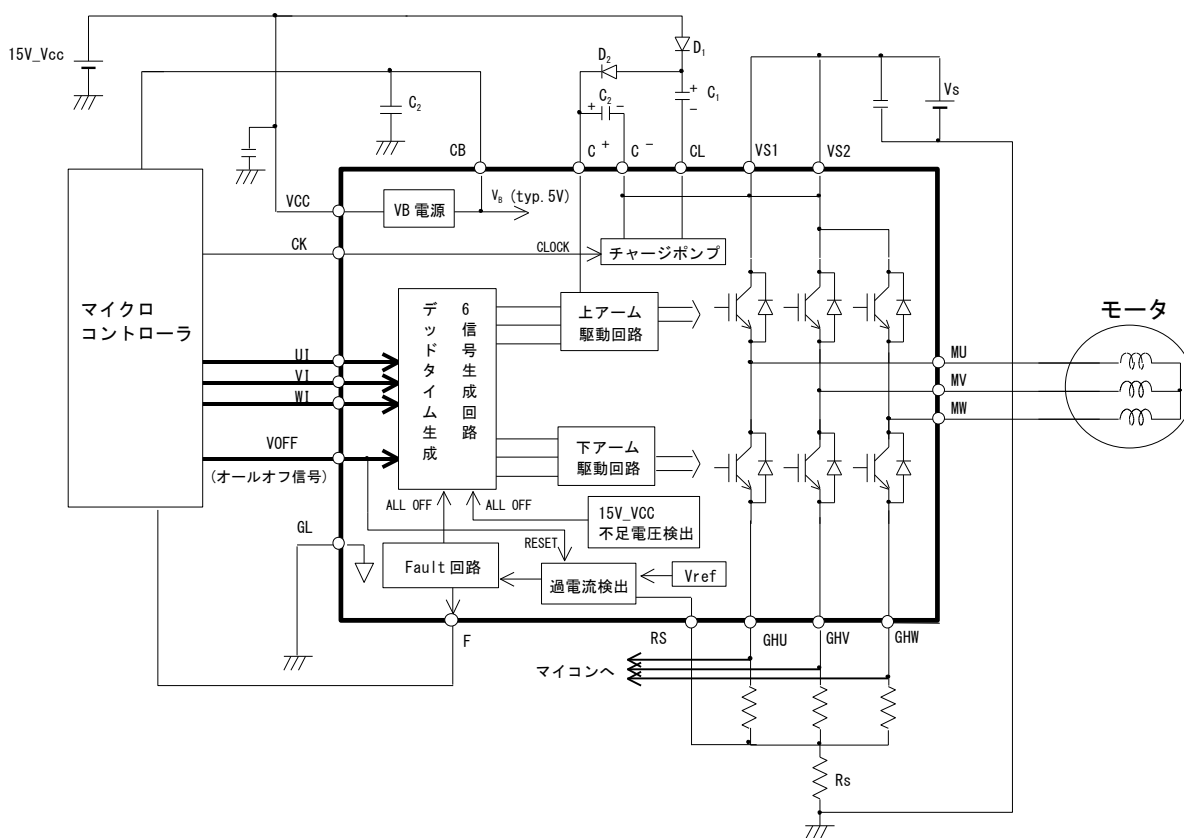 15V_Vcc
D₂
D₁
C₂
C₂
+
-
+
-
C₁
Vs
CB
C +
C -
CL
VS1
VS2
VCC
VB 電源
V_B (typ.5V)
CK
CLOCK
チャージポンプ
マイクロ
コントローラ
デッドタイム生成
6信号生成回路
上アーム
駆動回路
モータ
UI
VI
WI
MU
MV
MW
VOFF
(オールオフ信号)
下アーム
駆動回路
ALL OFF
ALL OFF
15V_VCC
不足電圧検出
GL
RESET
Fault 回路
過電流検出
Vref
F
RS
GHU
GHV
GHW
マイコンへ
Rs